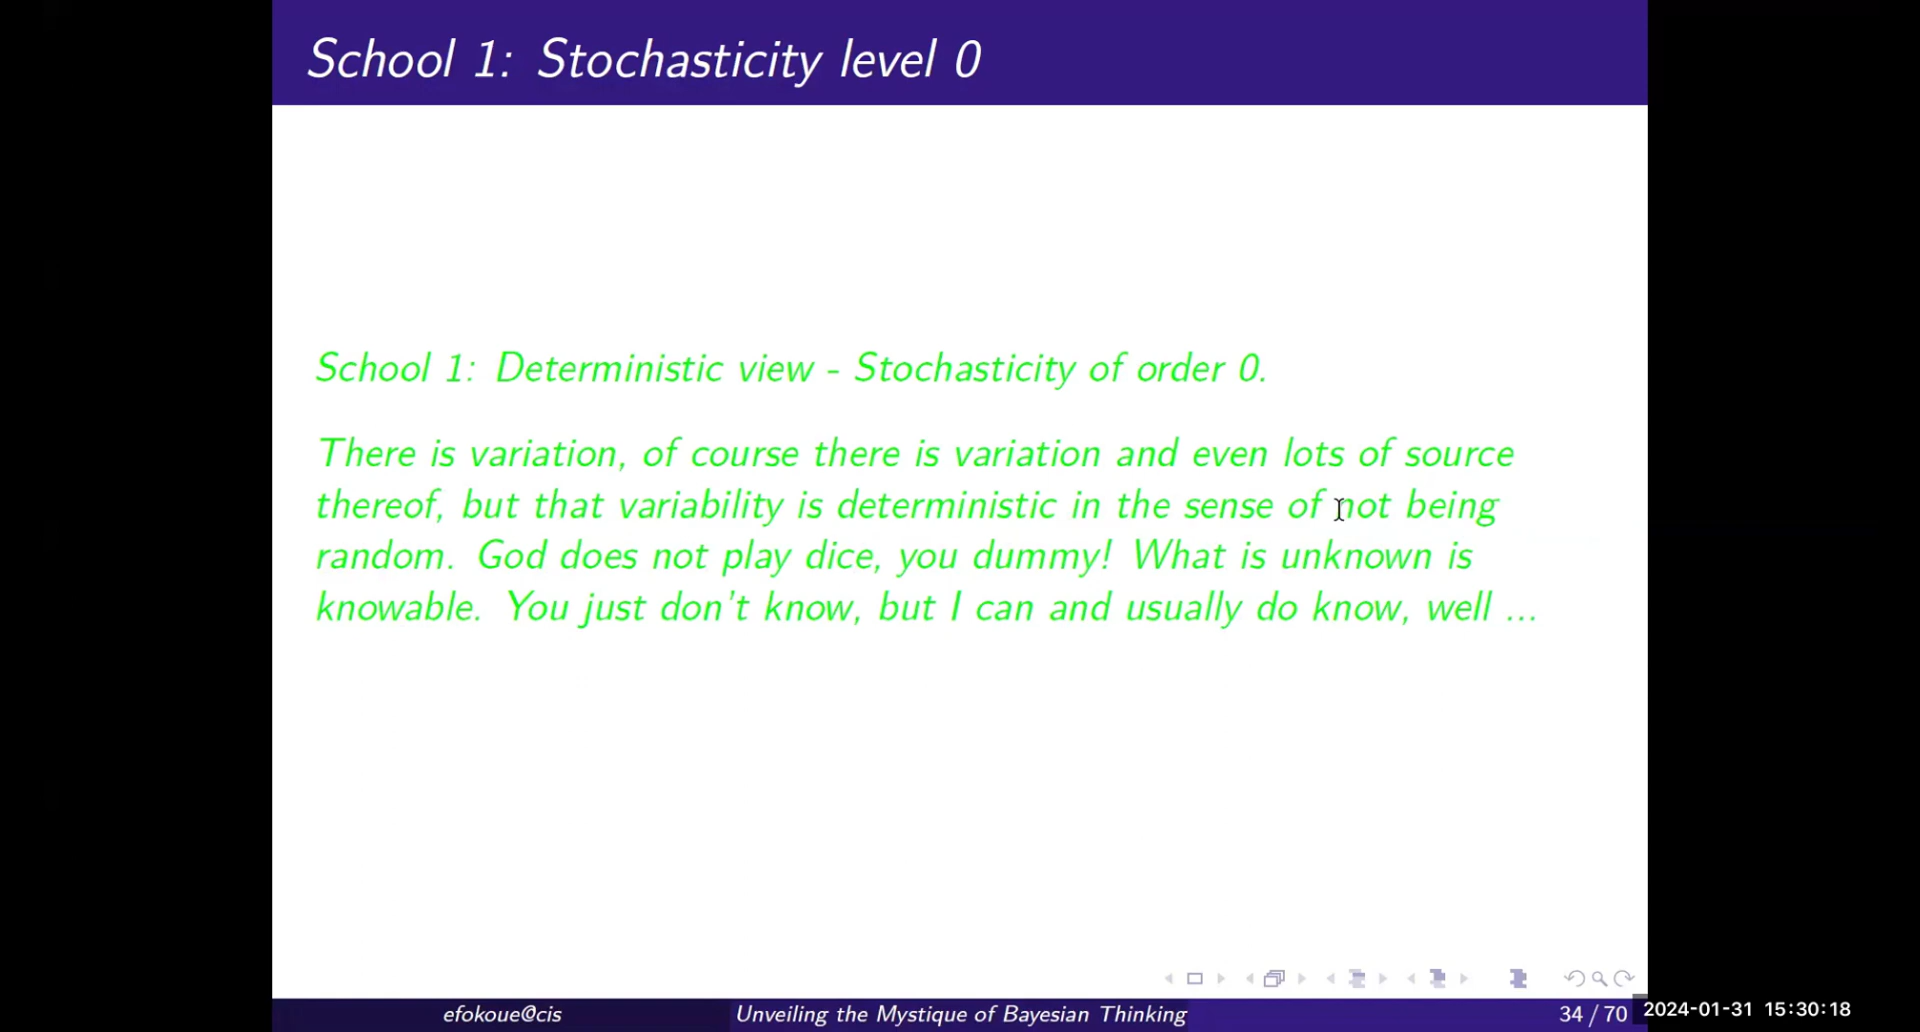 School 1: Stochasticity level 0
School 1: Deterministic view - Stochasticity of order 0.
There is variation, of course there is variation and even lots of source
thereof, but that variability is deterministic in the sense of not being
random. God does not play dice, you dummy! What is unknown is
knowable. You just don't know, but I can and usually do know, well ...
efokoue@cis
Unveiling the Mystique of Bayesian Thinking
34 / 70
2024-01-31 15:30:18